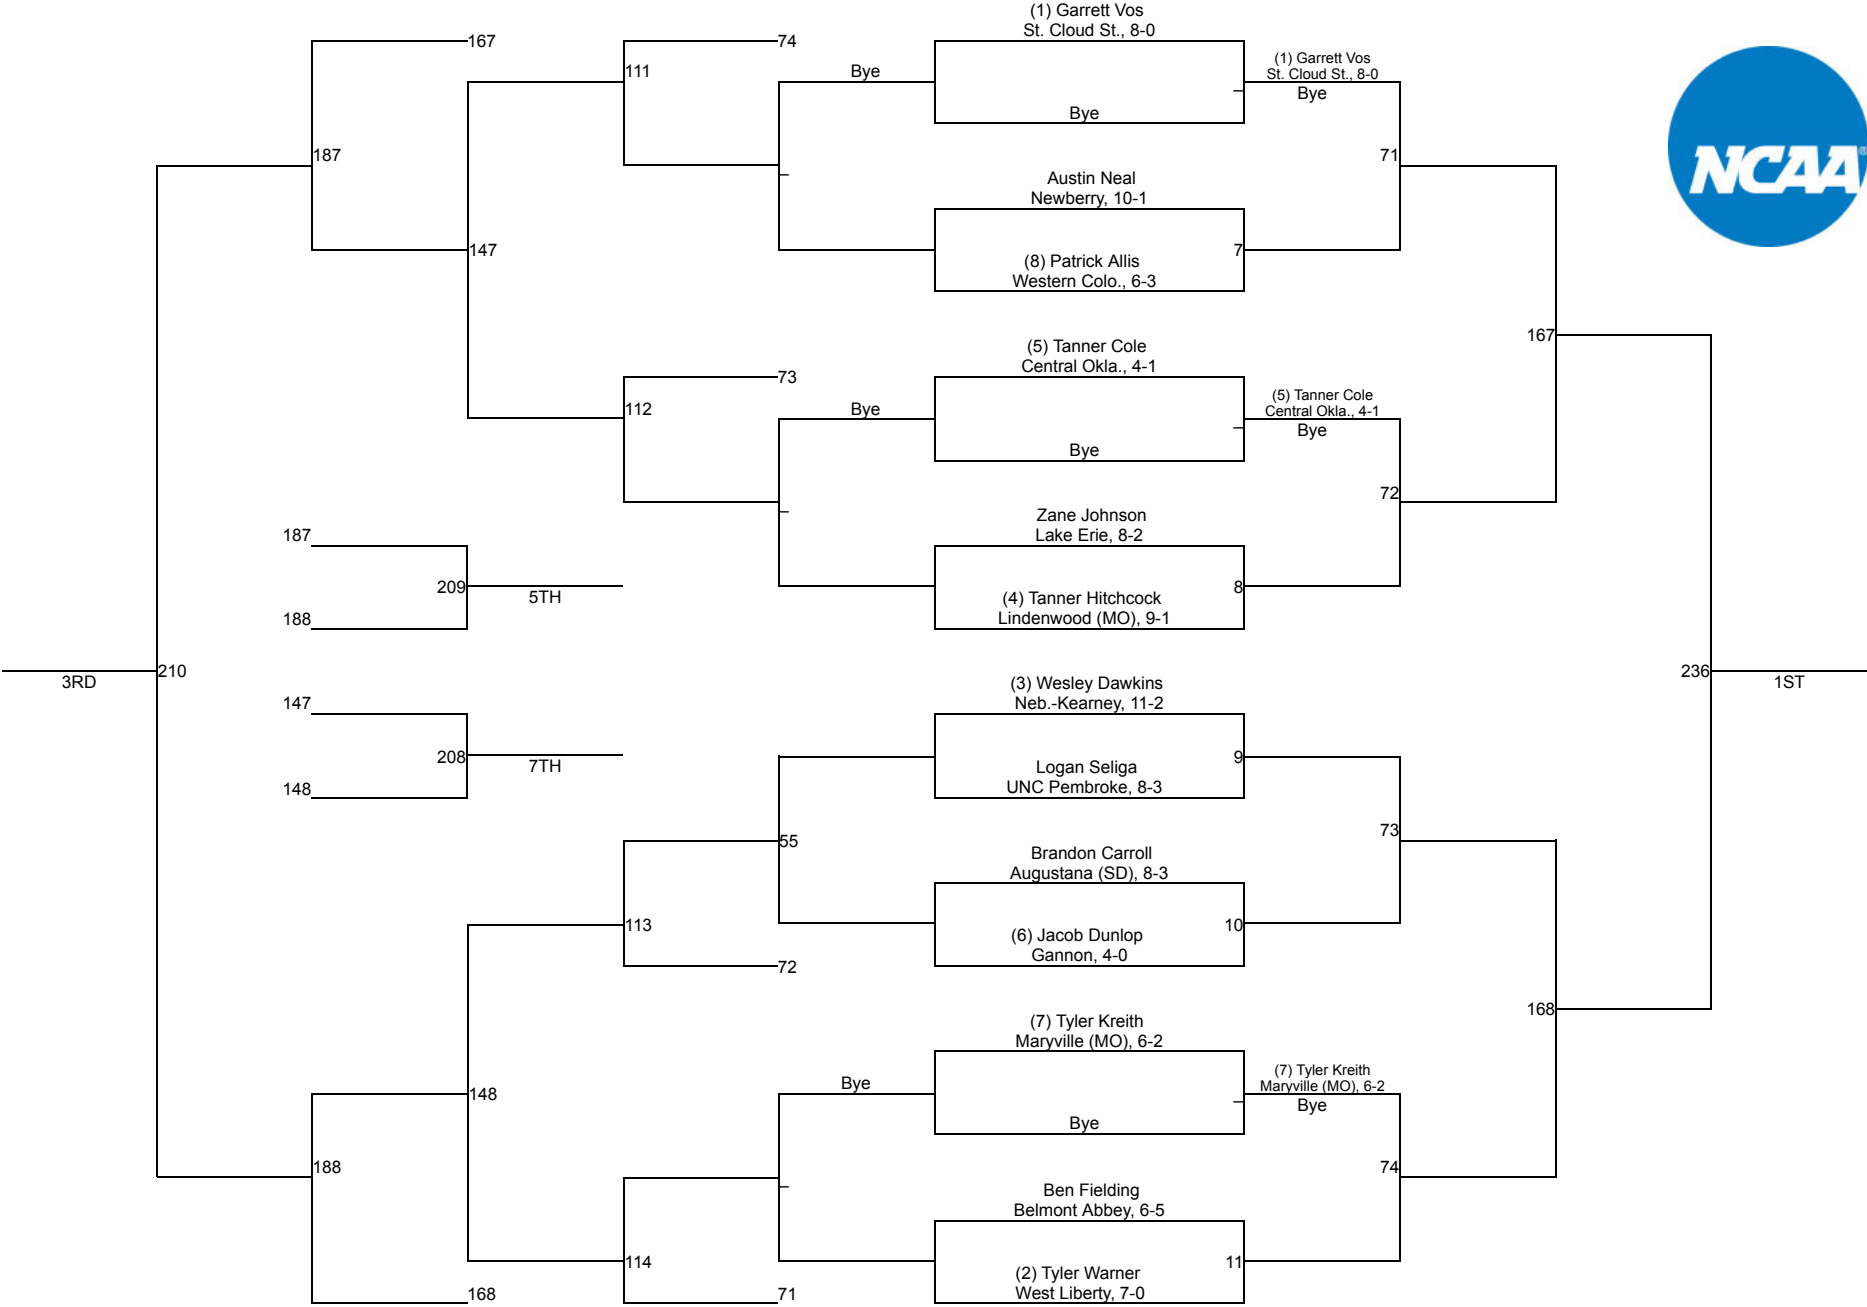 (1) Garrett Vos
St. Cloud St., 8-0
167
74
(1) Garrett Vos
St. Cloud St., 8-0
111
Bye
Bye
Bye
NCAA®
187
71
Austin Neal
Newberry, 10-1
147
7
(8) Patrick Allis
Western Colo., 6-3
167
(5) Tanner Cole
Central Okla., 4-1
73
(5) Tanner Cole
Central Okla., 4-1
112
Bye
Bye
Bye
72
Zane Johnson
Lake Erie, 8-2
187
209
5TH
8
(4) Tanner Hitchcock
Lindenwood (MO), 9-1
188
210
3RD
236
1ST
(3) Wesley Dawkins
Neb.-Kearney, 11-2
147
208
7TH
9
Logan Seliga
UNC Pembroke, 8-3
148
55
73
Brandon Carroll
Augustana (SD), 8-3
113
10
(6) Jacob Dunlop
Gannon, 4-0
72
168
(7) Tyler Kreith
Maryville (MO), 6-2
(7) Tyler Kreith
Maryville (MO), 6-2
148
Bye
Bye
Bye
188
74
Ben Fielding
Belmont Abbey, 6-5
114
11
(2) Tyler Warner
West Liberty, 7-0
168
71